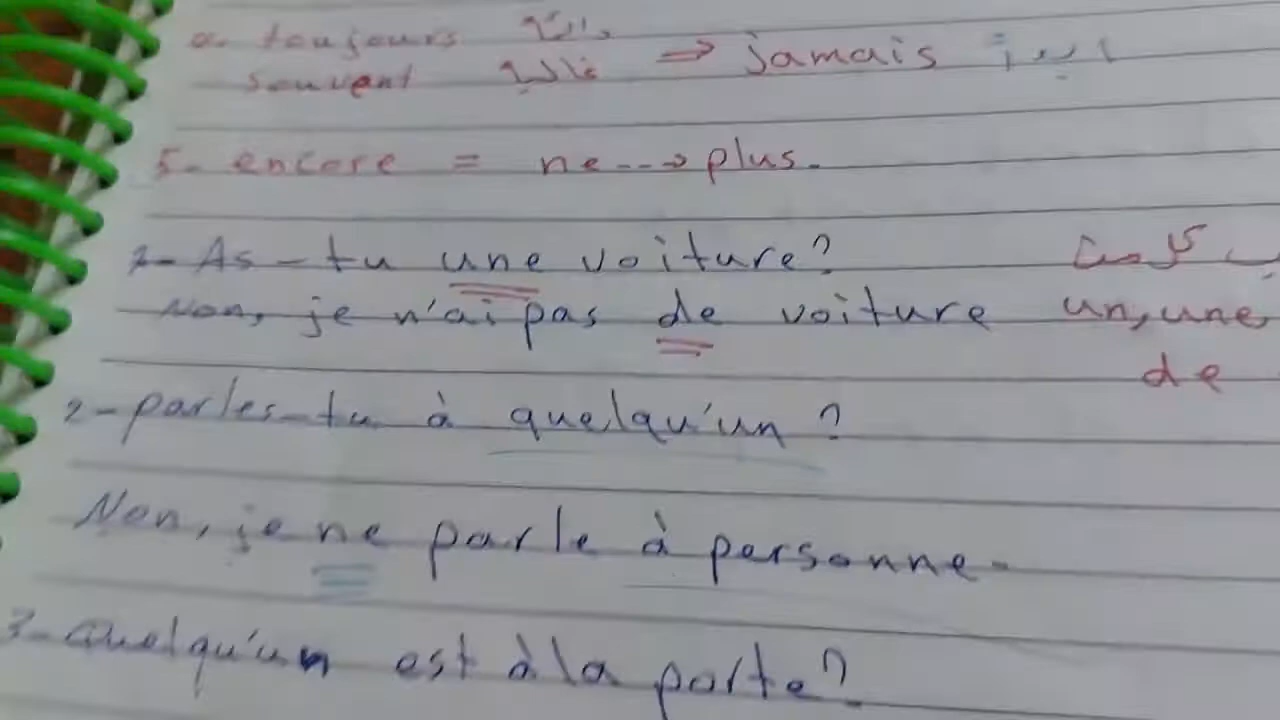 toujours دائما
souvent غالبا => jamais ابدا
5- encore = ne --> plus.
1- As-tu une voiture?
Non, je n'ai pas de voiture un, une,
de
2- parles-tu à quelqu'un?
Non, je ne parle à personne-
3- Quelqu'un est à la porte?